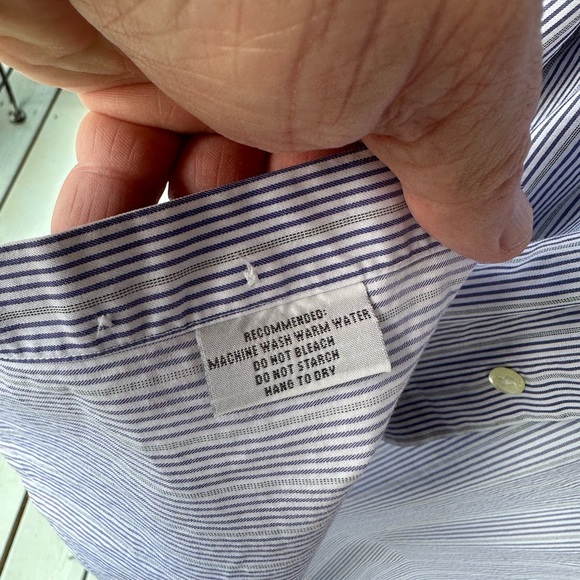 RECOMMENDED:
MACHINE WASH WARM WATER
DO NOT BLEACH
DO NOT STARCH
HANG TO DRY